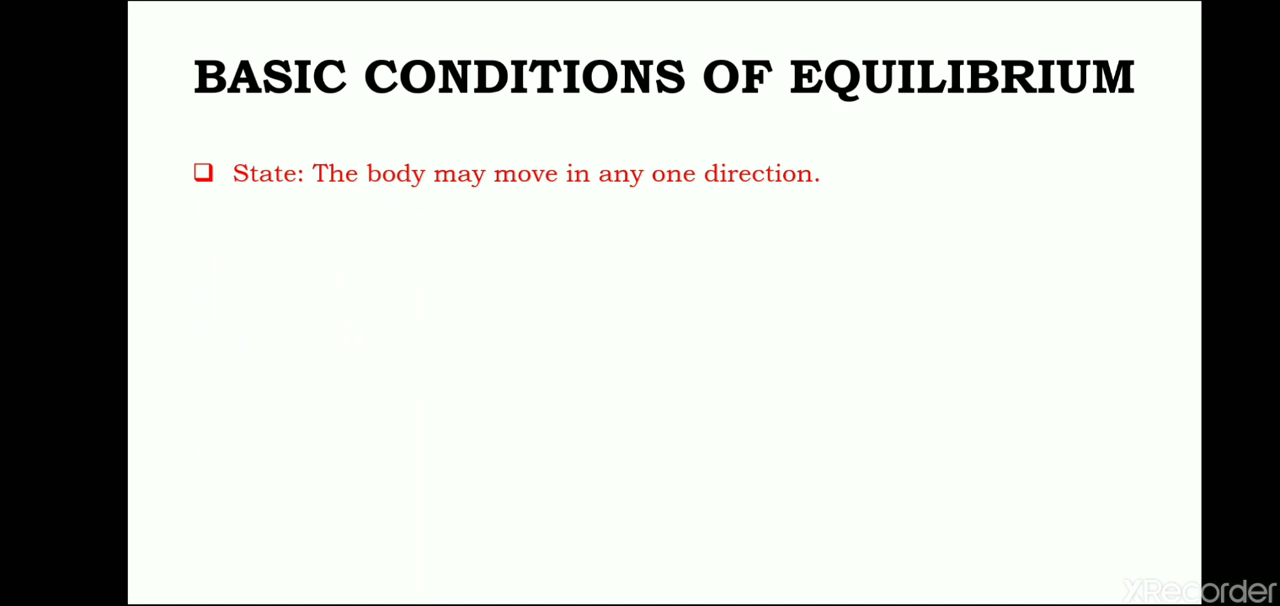 BASIC CONDITIONS OF EQUILIBRIUM
❑ State: The body may move in any one direction.
XRecorder